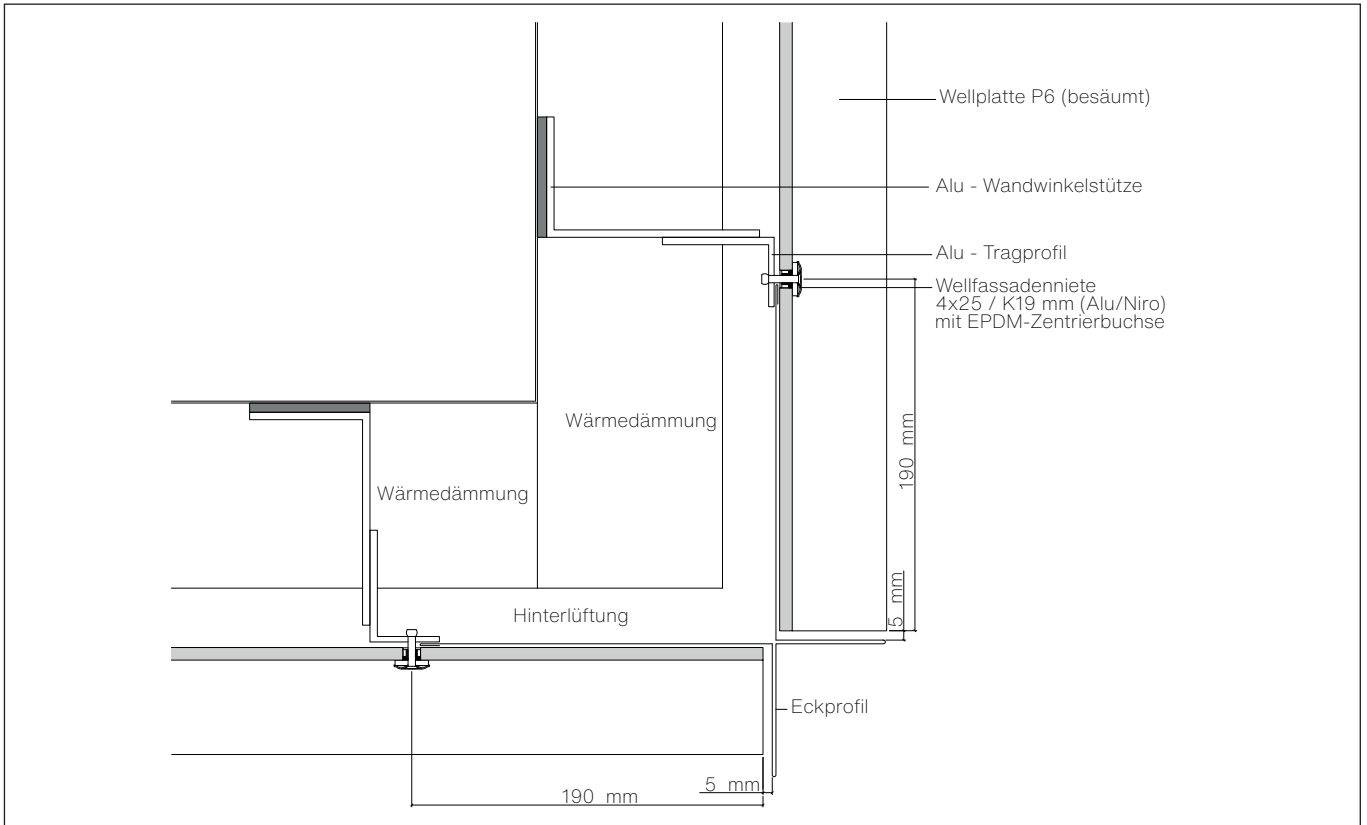 Wellplatte P6 (besäumt)
Alu - Wandwinkelstütze
Alu - Tragprofil
Wellfassadenniete
4x25 / K19 mm (Alu/Niro)
mit EPDM-Zentrierbuchse
Wärmedämmung
190 mm
Wärmedämmung
5 mm
Hinterlüftung
Eckprofil
5 mm
190 mm